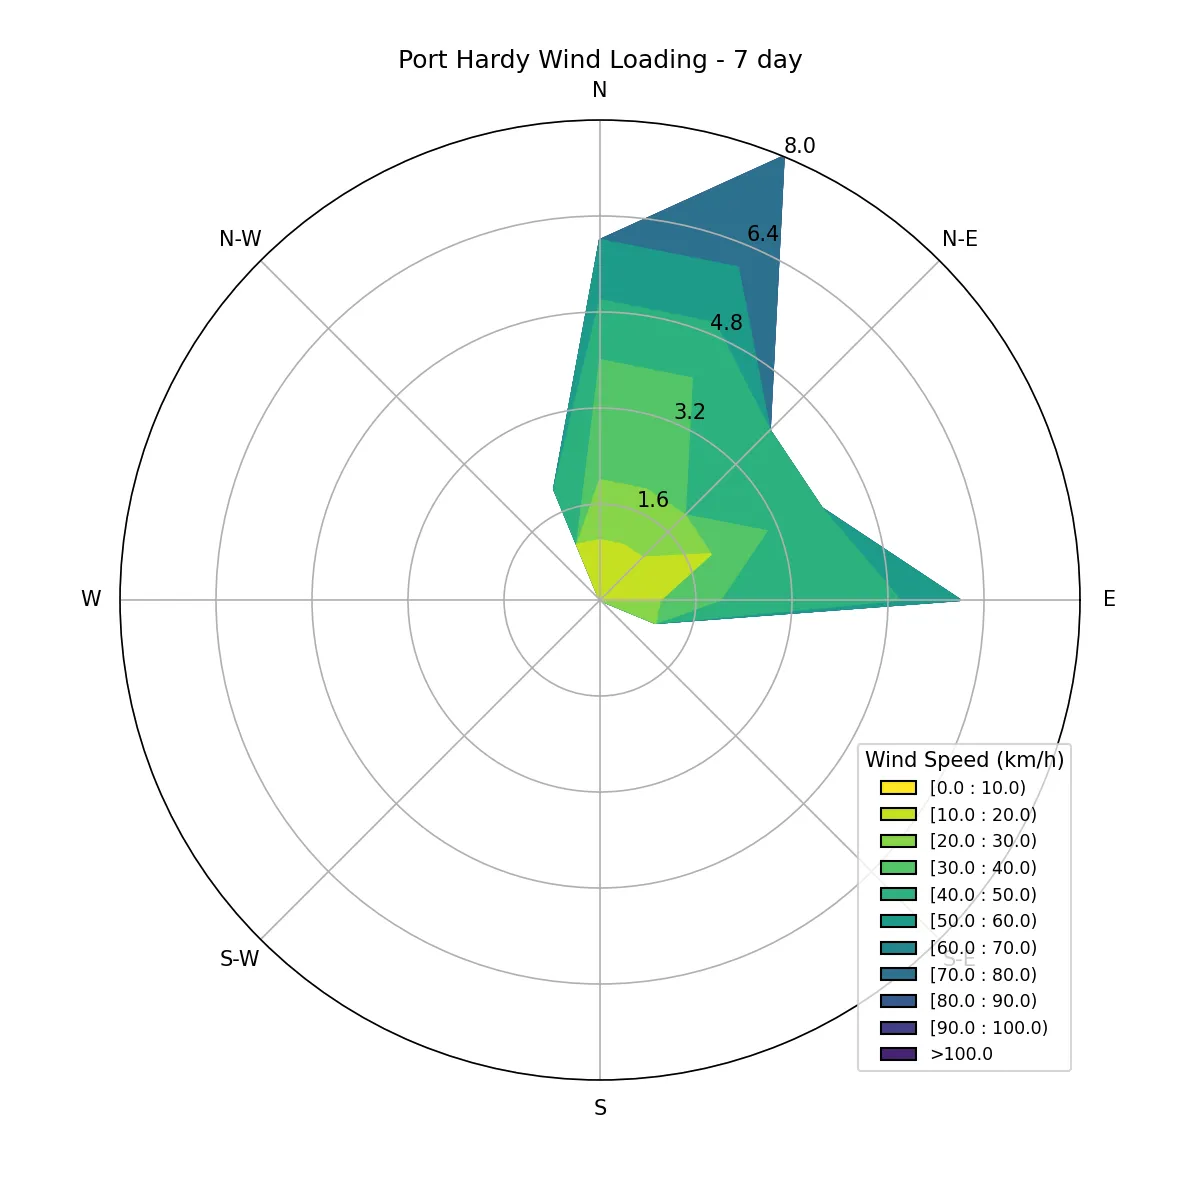 Port Hardy Wind Loading - 7 day
N
8.0
6.4
N-W
N-E
4.8
3.2
1.6
W
E
Wind Speed (km/h)
[0.0 : 10.0)
[10.0 : 20.0)
[20.0 : 30.0)
[30.0 : 40.0)
[40.0 : 50.0)
[50.0 : 60.0)
[60.0 : 70.0)
[70.0 : 80.0)
[80.0 : 90.0)
[90.0 : 100.0)
>100.0
S-W
S-E
S